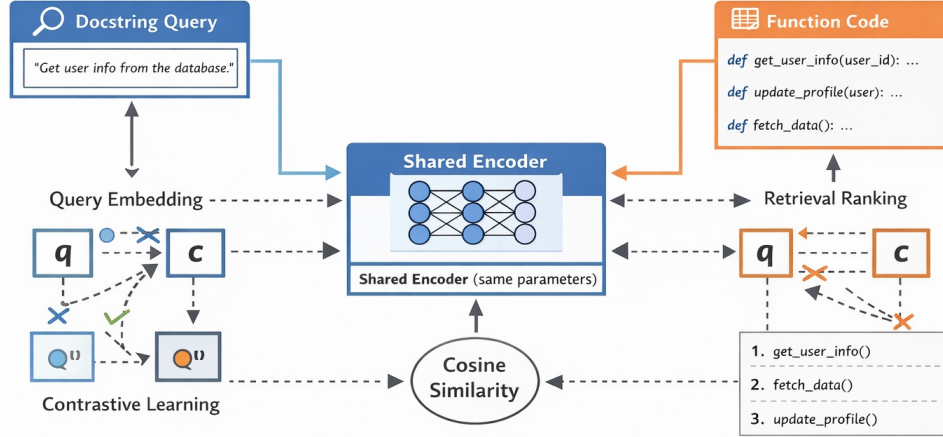 Docstring Query
"Get user info from the database."
Function Code
def get_user_info(user_id): ...
def update_profile(user): ...
def fetch_data(): ...
Shared Encoder
Shared Encoder (same parameters)
Query Embedding
q
c
Contrastive Learning
Cosine
Similarity
Retrieval Ranking
q
c
1. get_user_info()
2. fetch_data()
3. update_profile()